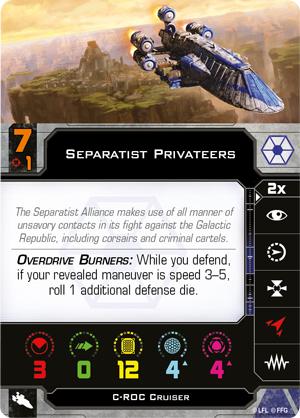 7
1
SEPARATIST PRIVATEERS
2x
The Separatist Alliance makes use of all manner of
unsavory contacts in its fight against the Galactic
Republic, including corsairs and criminal cartels.
OVERDRIVE BURNERS: While you defend,
if your revealed maneuver is speed 3–5,
roll 1 additional defense die.
3 0 12 4 4
C-ROC CRUISER
© LFL © FFG